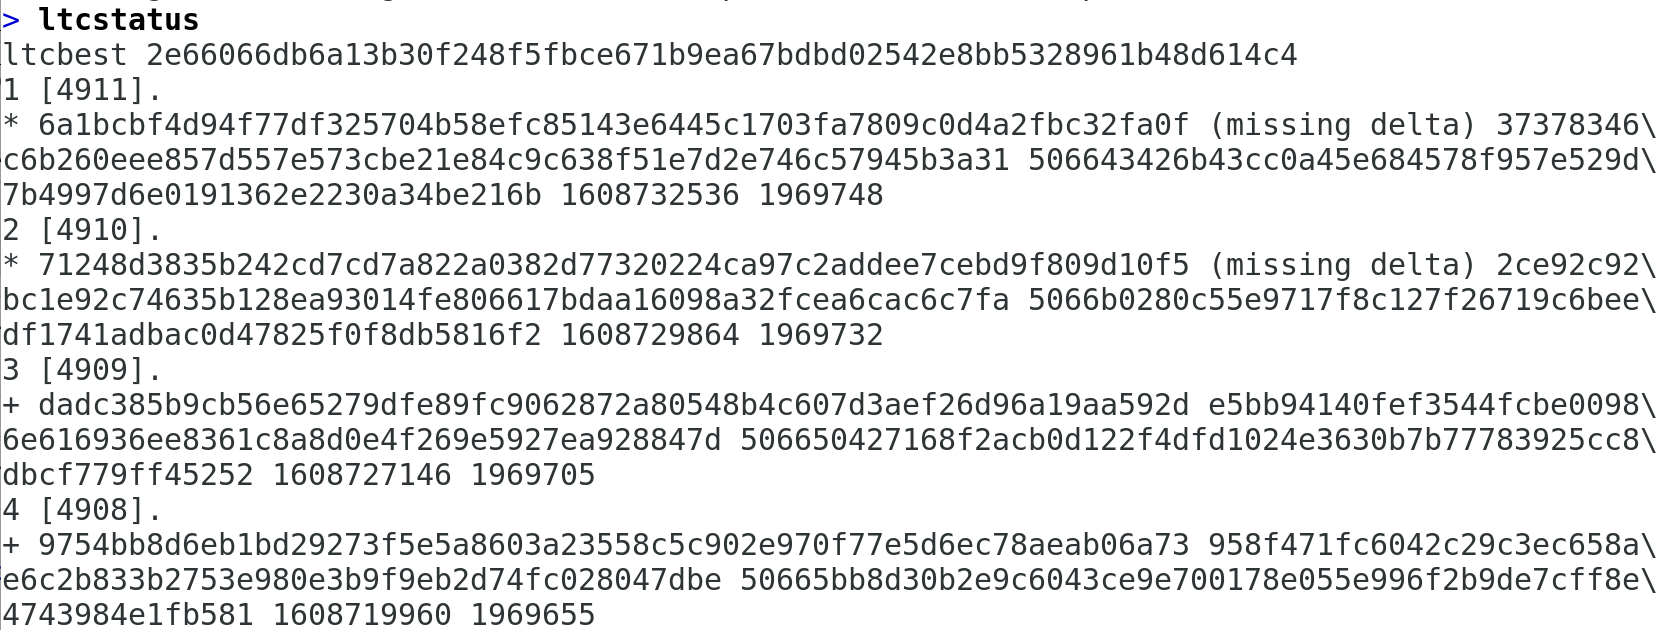 > ltcstatus
ltcbest 2e66066db6a13b30f248f5fbce671b9ea67bdbd02542e8bb5328961b48d614c4
1 [4911].
* 6a1bcbf4d94f77df325704b58efc85143e6445c1703fa7809c0d4a2fbc32fa0f (missing delta) 37378346\
c6b260eee857d557e573cbe21e84c9c638f51e7d2e746c57945b3a31 506643426b43cc0a45e684578f957e529d\
7b4997d6e0191362e2230a34be216b 1608732536 1969748
2 [4910].
* 71248d3835b242cd7cd7a822a0382d77320224ca97c2addee7cebd9f809d10f5 (missing delta) 2ce92c92\
bc1e92c74635b128ea93014fe806617bdaa16098a32fcea6cac6c7fa 5066b0280c55e9717f8c127f26719c6bee\
df1741adbac0d47825f0f8db5816f2 1608729864 1969732
3 [4909].
+ dadc385b9cb56e65279dfe89fc9062872a80548b4c607d3aef26d96a19aa592d e5bb94140fef3544fcbe0098\
6e616936ee8361c8a8d0e4f269e5927ea928847d 506650427168f2acb0d122f4dfd1024e3630b7b77783925cc8\
dbcf779ff45252 1608727146 1969705
4 [4908].
+ 9754bb8d6eb1bd29273f5e5a8603a23558c5c902e970f77e5d6ec78aeab06a73 958f471fc6042c29c3ec658a\
e6c2b833b2753e980e3b9f9eb2d74fc028047dbe 50665bb8d30b2e9c6043ce9e700178e055e996f2b9de7cff8e\
4743984e1fb581 1608719960 1969655